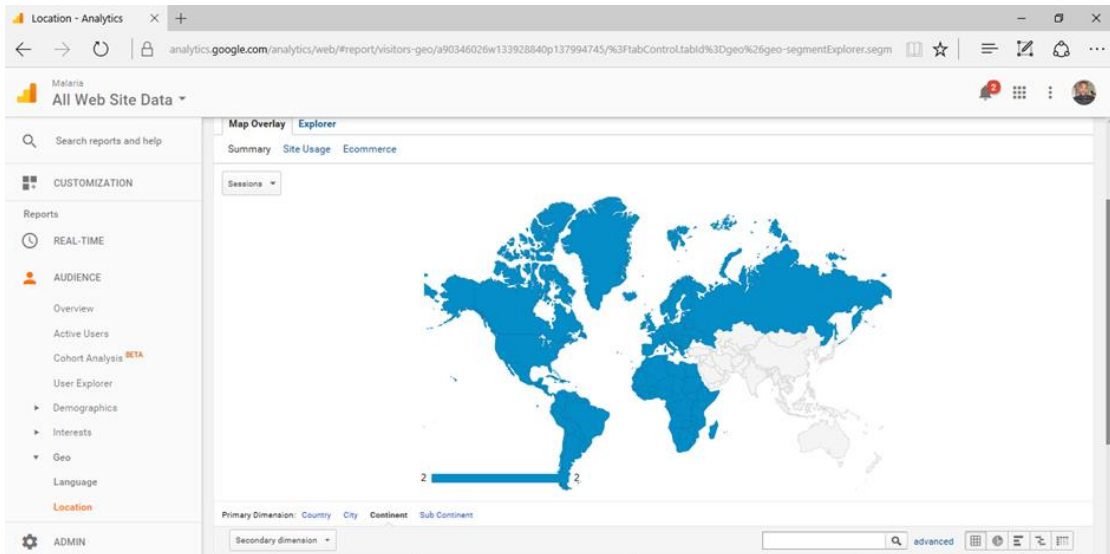 Location - Analytics
analytics.google.com/analytics/web/#report/visitors-geo/a90346026w133928840p137994745/%3FtabControl.tabId%3Dgeo%26geo-segmentExplorer.segm
Malaria
All Web Site Data
2
Search reports and help
CUSTOMIZATION
Reports
REAL-TIME
AUDIENCE
Overview
Active Users
Cohort Analysis BETA
User Explorer
Demographics
Interests
Geo
Language
Location
ADMIN
Map Overlay Explorer
Summary Site Usage Ecommerce
Sessions
2 2
Primary Dimension: Country City Continent Sub Continent
Secondary dimension
advanced